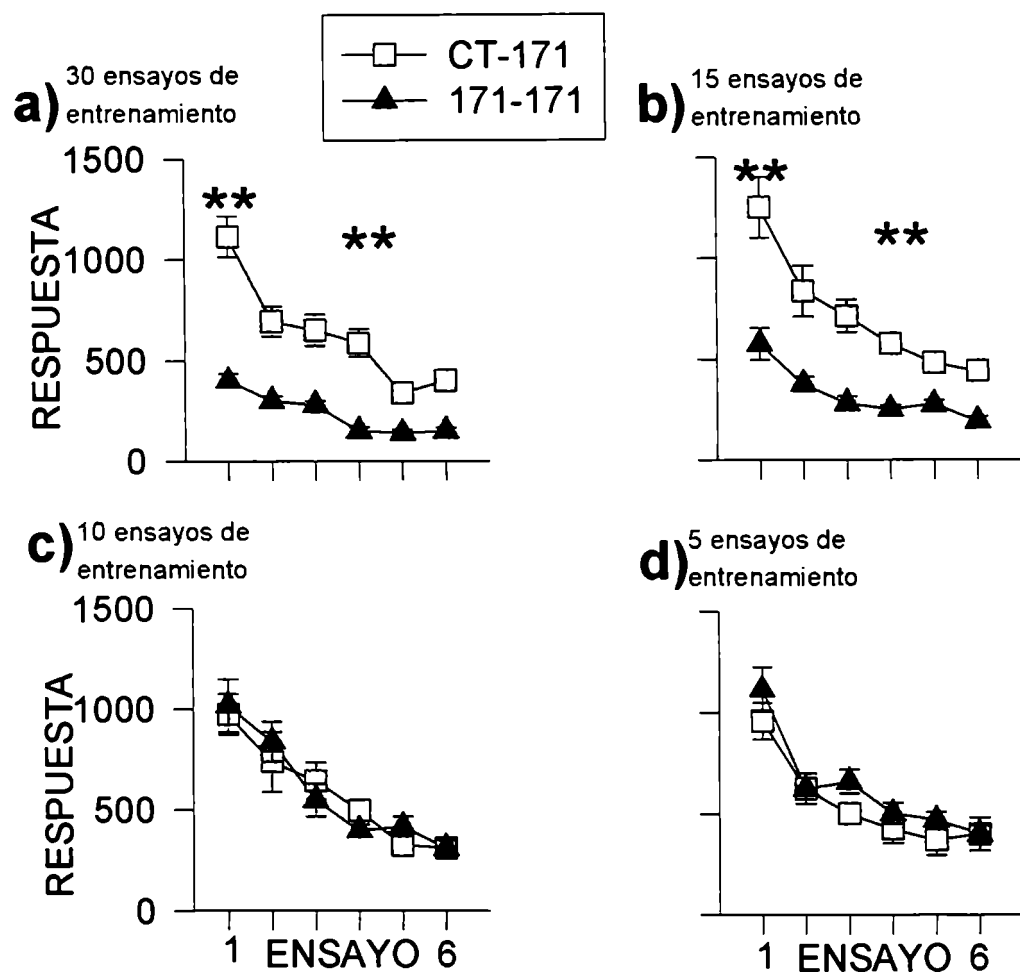 CT-171
171-171
a) 30 ensayos de
entrenamiento
b) 15 ensayos de
entrenamiento
1500
1000
500
0
RESPUESTA
**
**
**
**
c) 10 ensayos de
entrenamiento
d) 5 ensayos de
entrenamiento
1500
1000
500
0
RESPUESTA
1 ENSAYO 6
1 ENSAYO 6